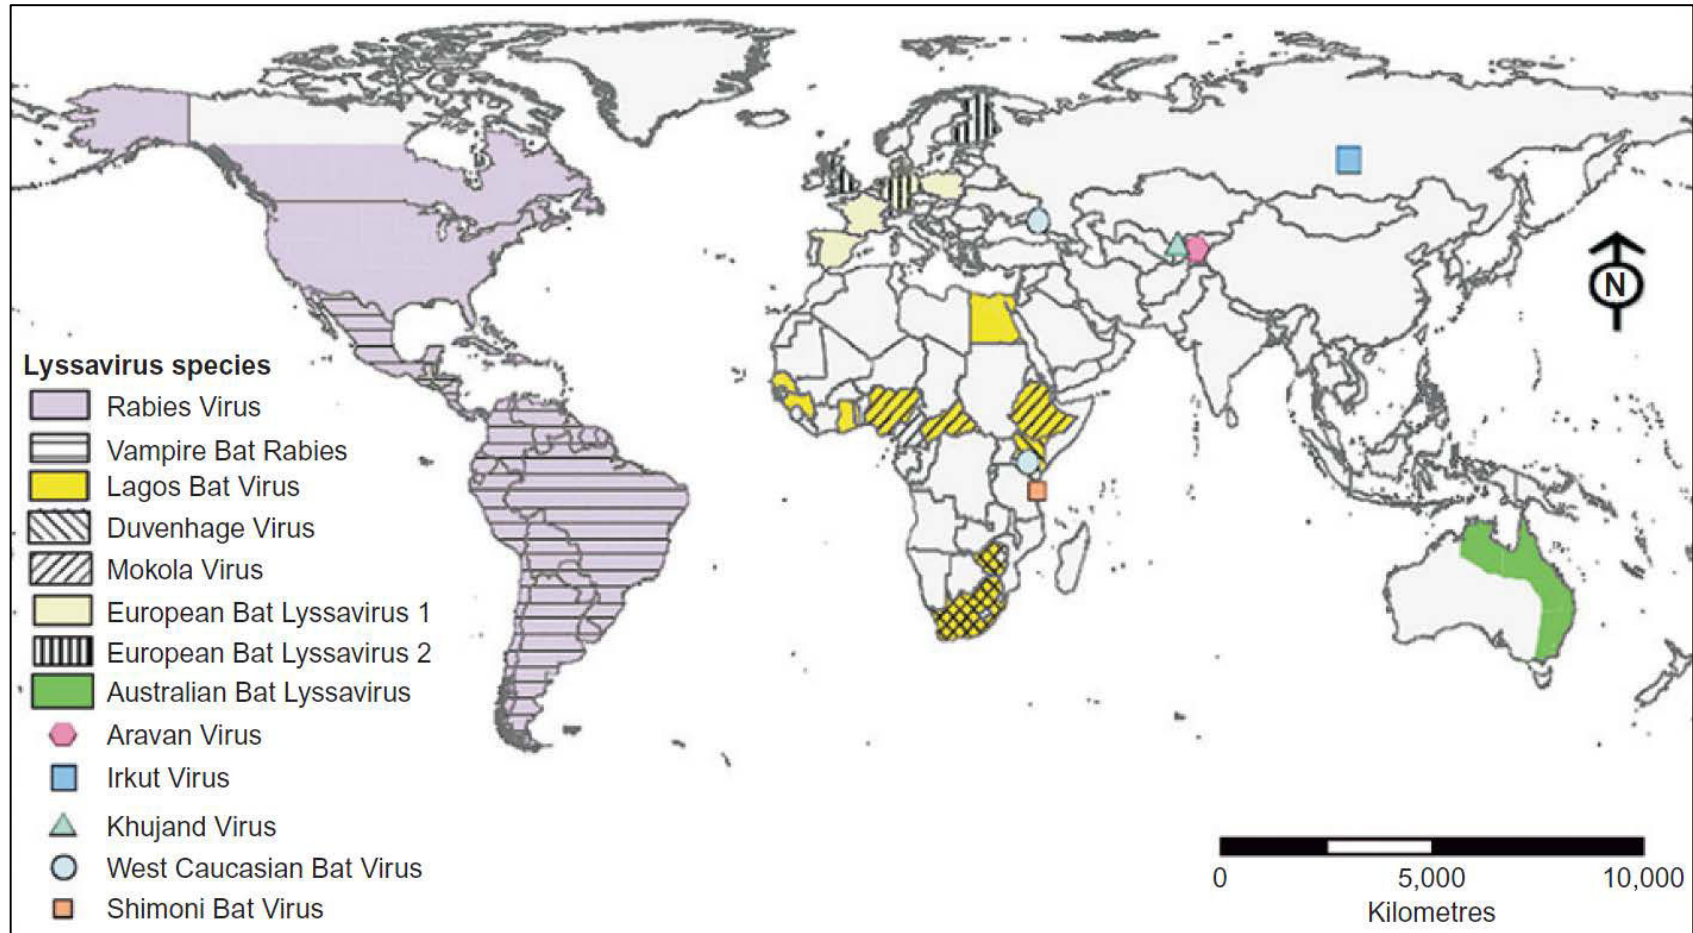 N
Lyssavirus species
Rabies Virus
Vampire Bat Rabies
Lagos Bat Virus
Duvenhage Virus
Mokola Virus
European Bat Lyssavirus 1
European Bat Lyssavirus 2
Australian Bat Lyssavirus
Aravan Virus
Irkut Virus
Khujand Virus
West Caucasian Bat Virus
Shimoni Bat Virus
0 5,000 10,000
Kilometres